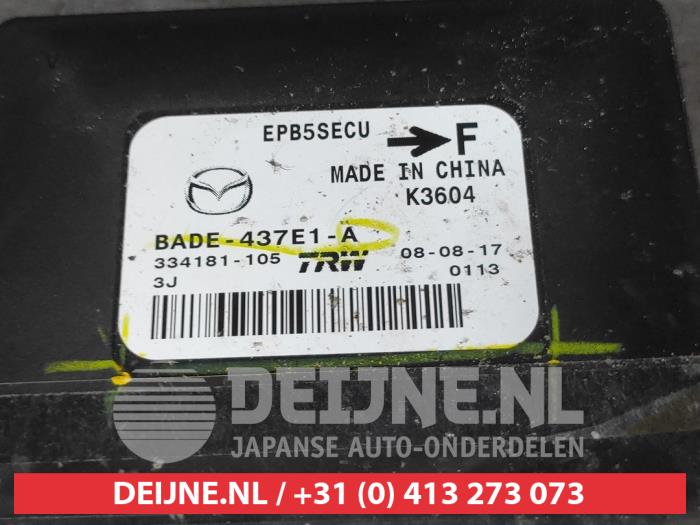 EPB5SECU
F
MADE IN CHINA
K3604
BADE-437E1-A
334181-105 TRW 08-08-17
3J 0113
DEIJNE.NL
JAPANSE AUTO-ONDERDELEN
DEIJNE.NL / +31 (0) 413 273 073